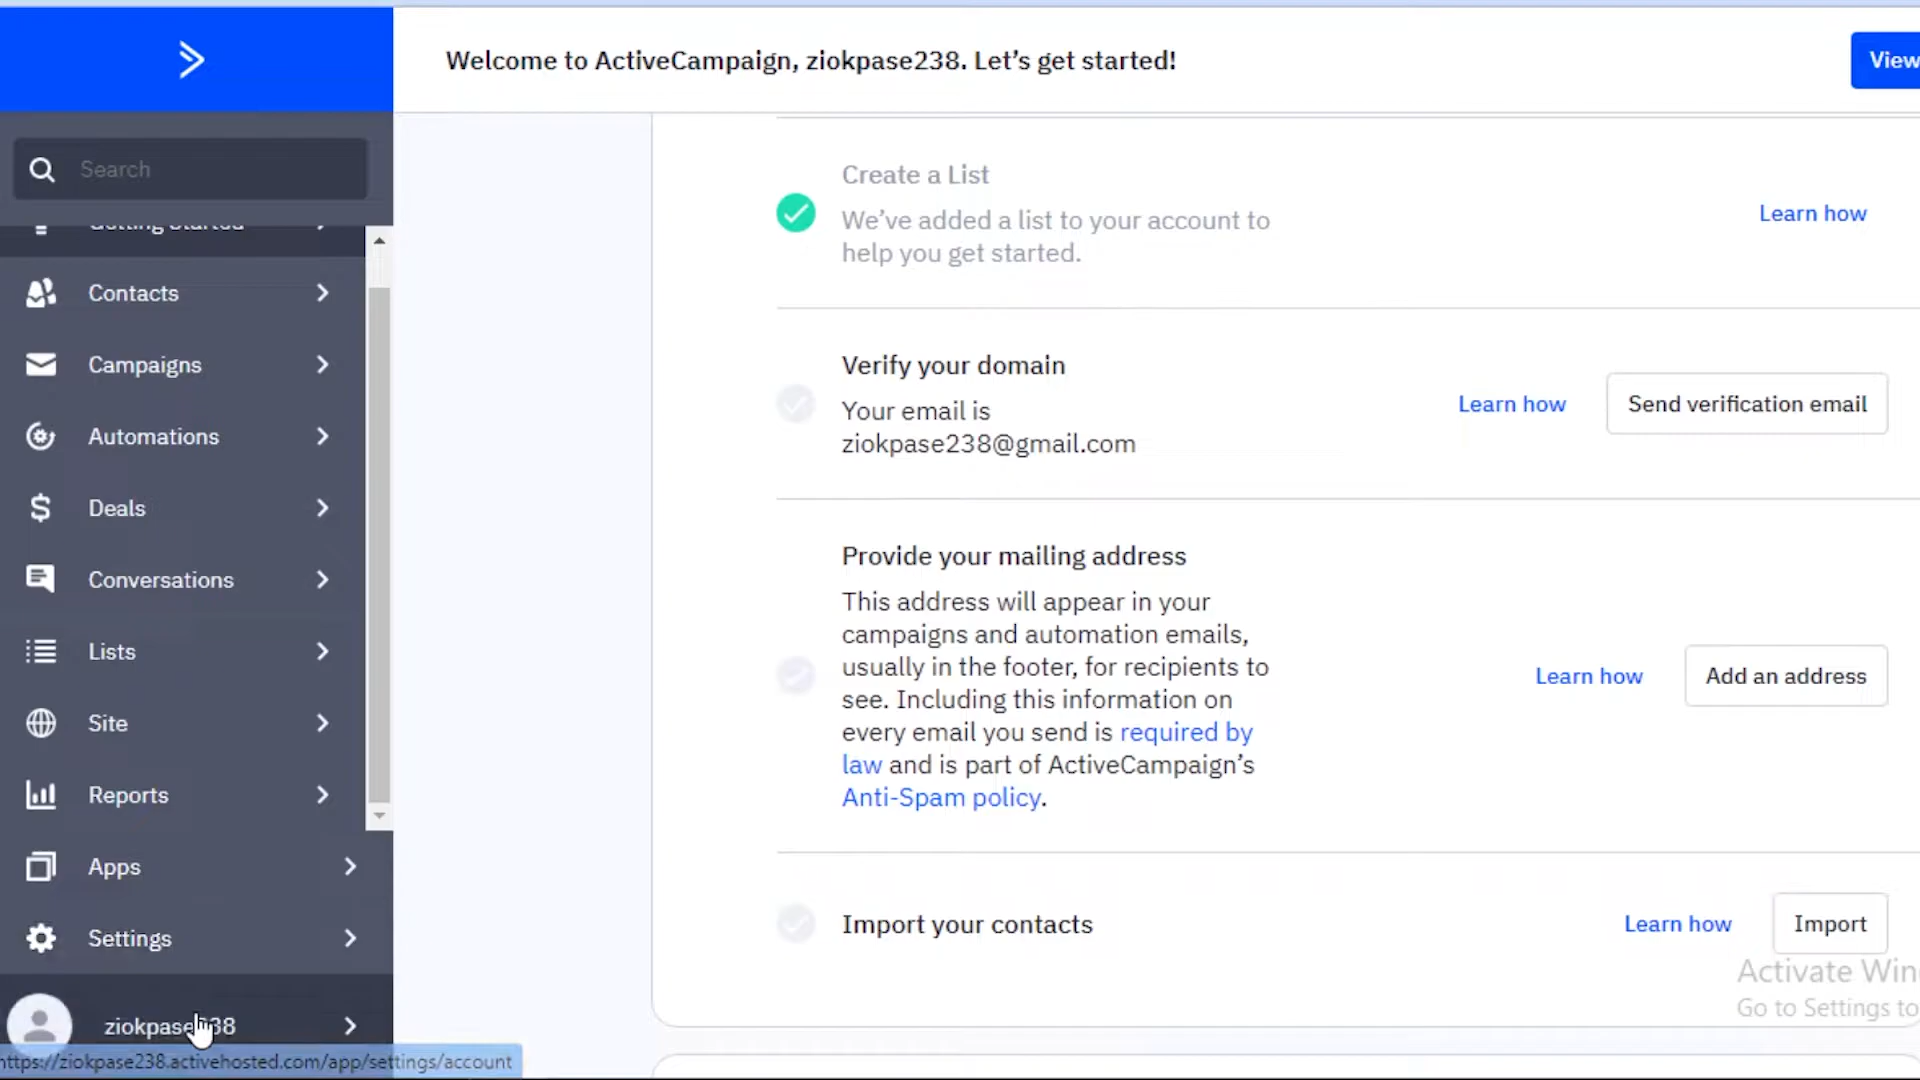 Welcome to ActiveCampaign, ziokpase238. Let’s get started!
View
Search
Getting Started
Contacts
Campaigns
Automations
Deals
Conversations
Lists
Site
Reports
Apps
Settings
ziokpase238
https://ziokpase238.activehosted.com/app/settings/account
Create a List
We’ve added a list to your account to
help you get started.
Learn how
Verify your domain
Your email is
ziokpase238@gmail.com
Learn how
Send verification email
Provide your mailing address
This address will appear in your
campaigns and automation emails,
usually in the footer, for recipients to
see. Including this information on
every email you send is required by
law and is part of ActiveCampaign’s
Anti-Spam policy.
Learn how
Add an address
Import your contacts
Learn how
Import
Activate Win
Go to Settings to